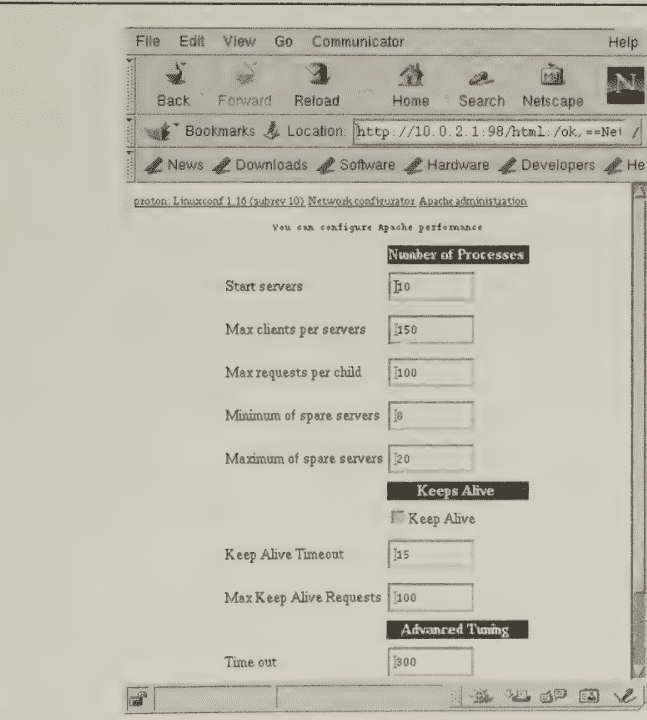 File Edit View Go Communicator Help
Back Forward Reload Home Search My Netscape N
Bookmarks Location: http://10.0.2.1:98/html:/ok,==Net
News Downloads Software Hardware Developers He
proton: Linuxconf 1.16 (subrev 10) Network configurator Apache administration
You can configure Apache performance
Number of Processes
Start servers 10
Max clients per servers 150
Max requests per child 100
Minimum of spare servers 8
Maximum of spare servers 20
Keeps Alive
Keep Alive
Keep Alive Timeout 15
Max Keep Alive Requests 100
Advanced Tuning
Time out 300